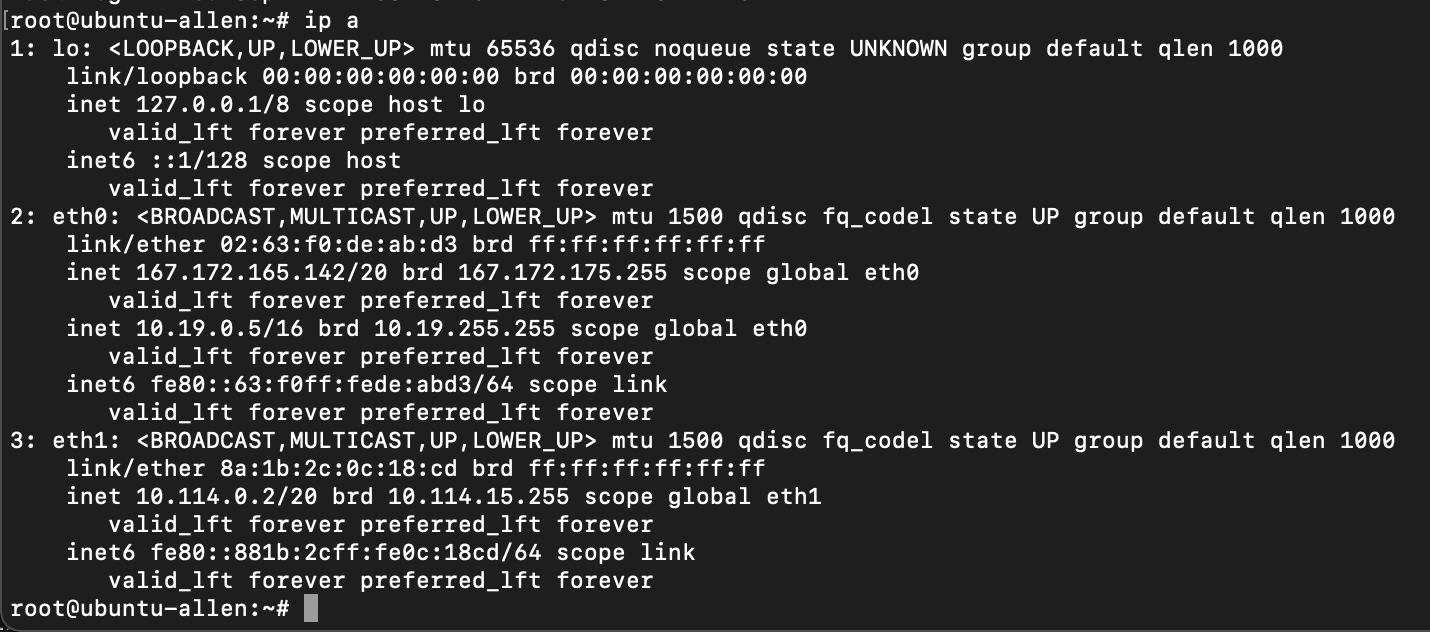 [root@ubuntu-allen:~# ip a
1: lo: <LOOPBACK,UP,LOWER_UP> mtu 65536 qdisc noqueue state UNKNOWN group default qlen 1000
    link/loopback 00:00:00:00:00:00 brd 00:00:00:00:00:00
    inet 127.0.0.1/8 scope host lo
       valid_lft forever preferred_lft forever
    inet6 ::1/128 scope host
       valid_lft forever preferred_lft forever
2: eth0: <BROADCAST,MULTICAST,UP,LOWER_UP> mtu 1500 qdisc fq_codel state UP group default qlen 1000
    link/ether 02:63:f0:de:ab:d3 brd ff:ff:ff:ff:ff:ff
    inet 167.172.165.142/20 brd 167.172.175.255 scope global eth0
       valid_lft forever preferred_lft forever
    inet 10.19.0.5/16 brd 10.19.255.255 scope global eth0
       valid_lft forever preferred_lft forever
    inet6 fe80::63:f0ff:fede:abd3/64 scope link
       valid_lft forever preferred_lft forever
3: eth1: <BROADCAST,MULTICAST,UP,LOWER_UP> mtu 1500 qdisc fq_codel state UP group default qlen 1000
    link/ether 8a:1b:2c:0c:18:cd brd ff:ff:ff:ff:ff:ff
    inet 10.114.0.2/20 brd 10.114.15.255 scope global eth1
       valid_lft forever preferred_lft forever
    inet6 fe80::881b:2cff:fe0c:18cd/64 scope link
       valid_lft forever preferred_lft forever
root@ubuntu-allen:~#